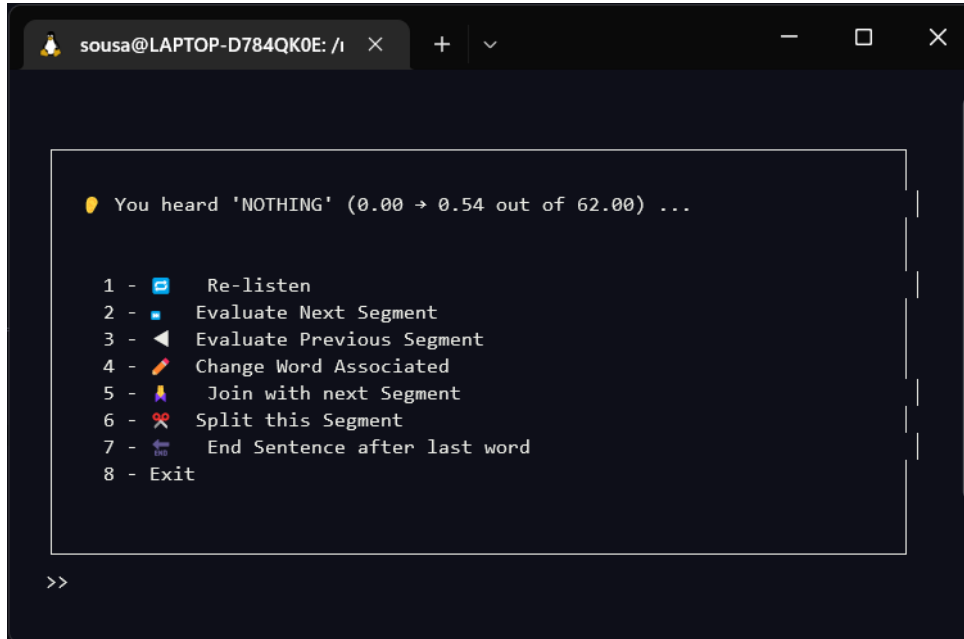 sousa@LAPTOP-D784QK0E: /
👂 You heard 'NOTHING' (0.00 → 0.54 out of 62.00) ...
1 - 🔁 Re-listen
2 - ⏩ Evaluate Next Segment
3 - ◀ Evaluate Previous Segment
4 - ✏️ Change Word Associated
5 - Join with next Segment
6 - ✂️ Split this Segment
7 - 🔚 End Sentence after last word
8 - Exit
>>